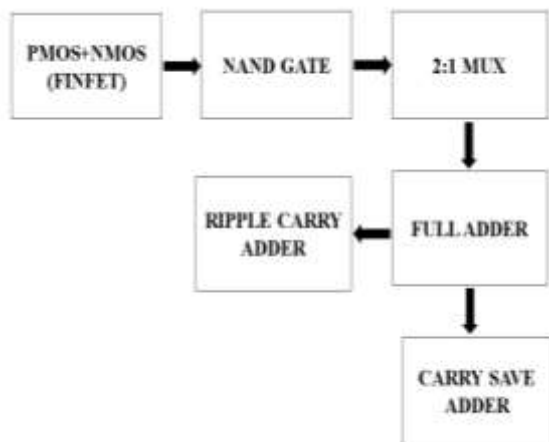 PMOS+NMOS
(FINFET)
NAND GATE
2:1 MUX
RIPPLE CARRY
ADDER
FULL ADDER
CARRY SAVE
ADDER